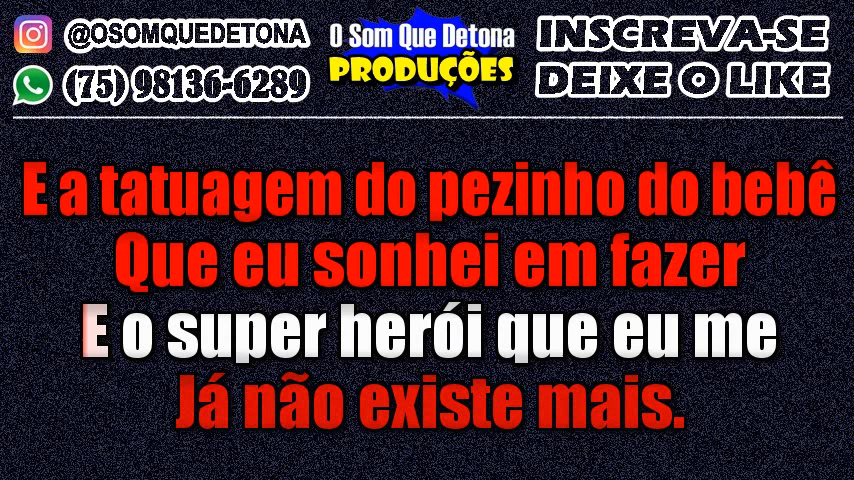 @OSOMQUEDETONA
(75) 98136-6289
O Som Que Detona
PRODUÇÕES
INSCREVA-SE
DEIXE O LIKE
E a tatuagem do pezinho do bebê
Que eu sonhei em fazer
E o super herói que eu me
Já não existe mais.